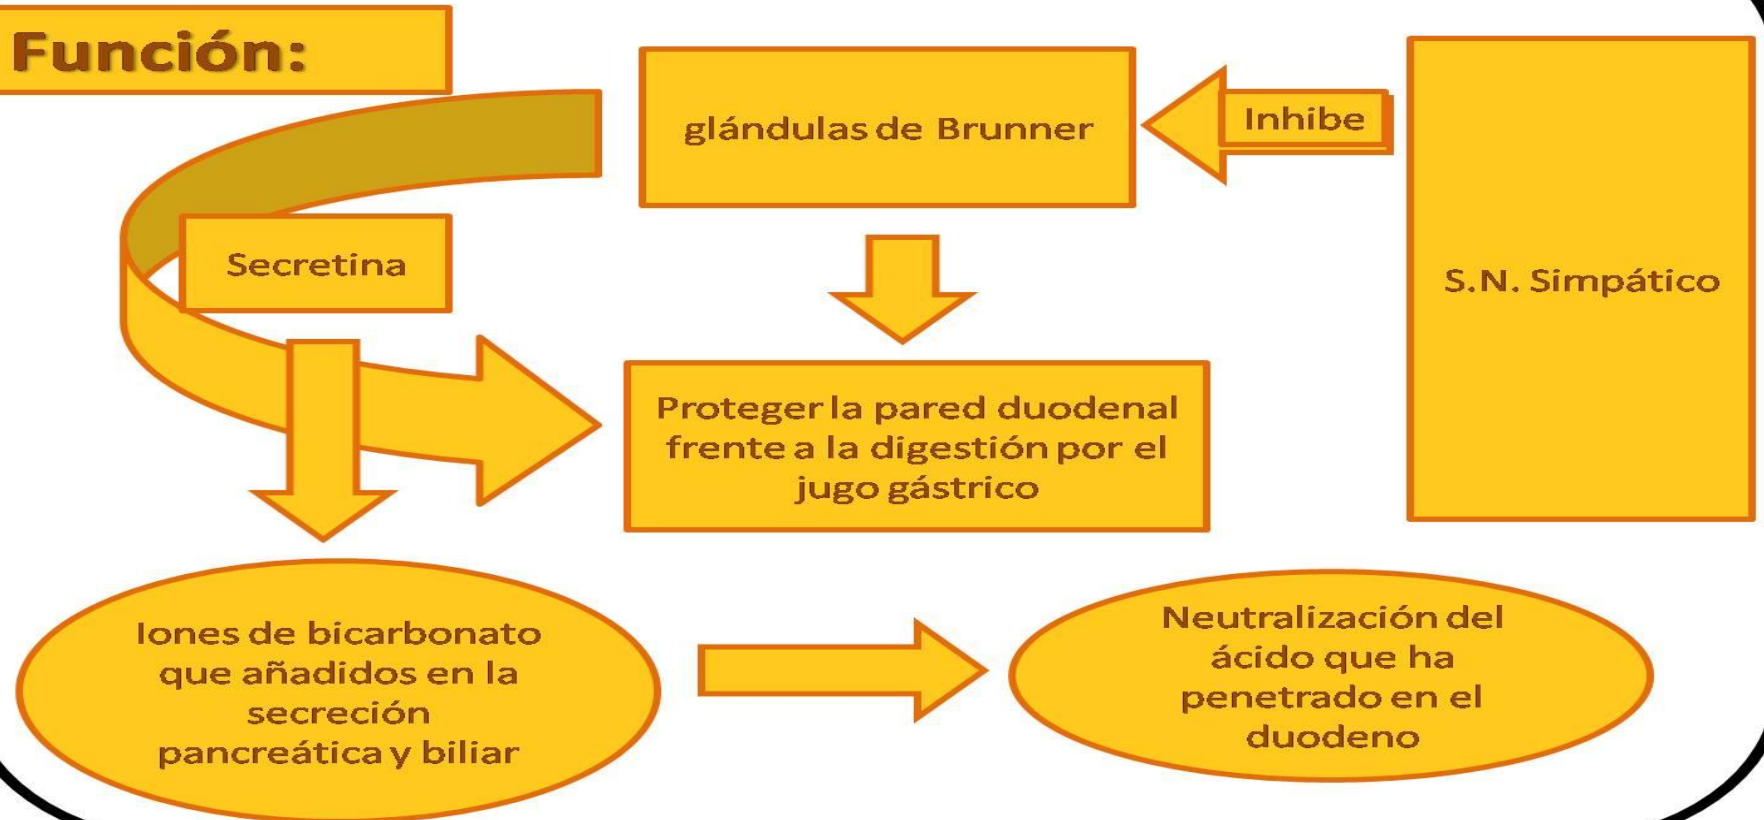 Función:
glándulas de Brunner
Inhibe
S.N. Simpático
Secretina
Proteger la pared duodenal
frente a la digestión por el
jugo gástrico
Iones de bicarbonato
que añadidos en la
secreción
pancreática y biliar
Neutralización del
ácido que ha
penetrado en el
duodeno